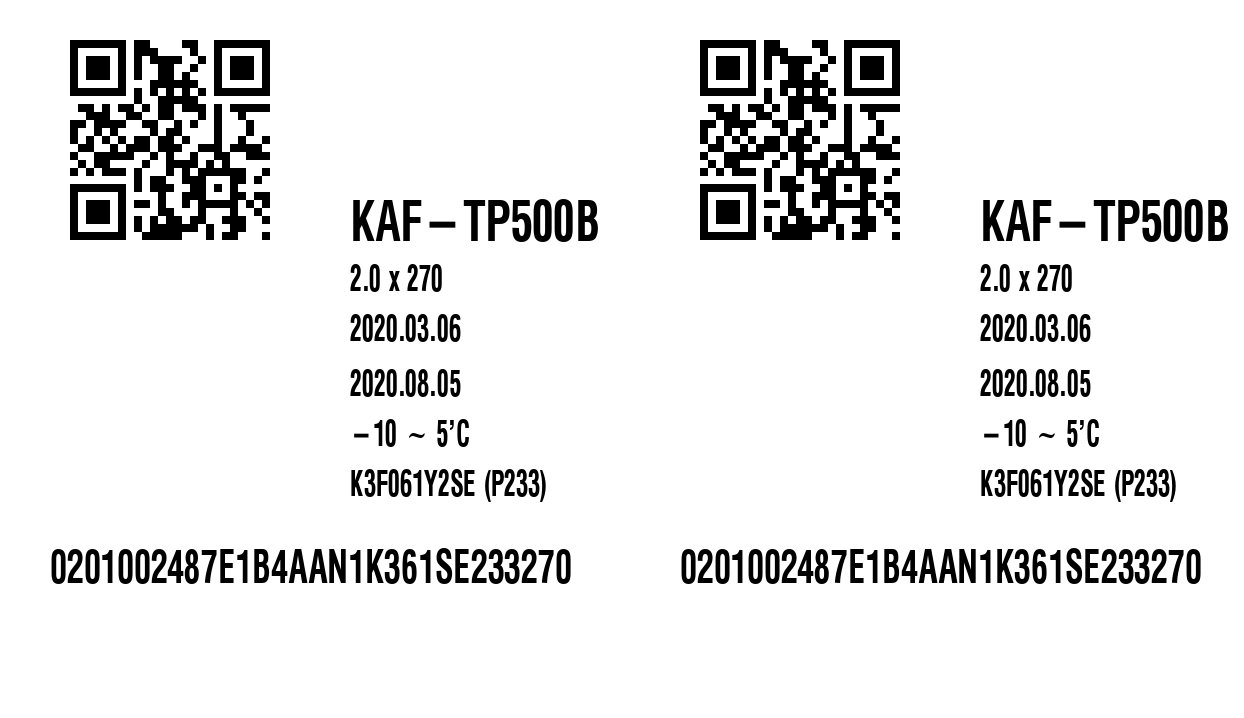 KAF – TP500B
2.0 x 270
2020.03.06
2020.08.05
–10 ~ 5'C
K3F061Y2SE (P233)
0201002487E1B4AAN1K361SE233270
KAF – TP500B
2.0 x 270
2020.03.06
2020.08.05
–10 ~ 5'C
K3F061Y2SE (P233)
0201002487E1B4AAN1K361SE233270